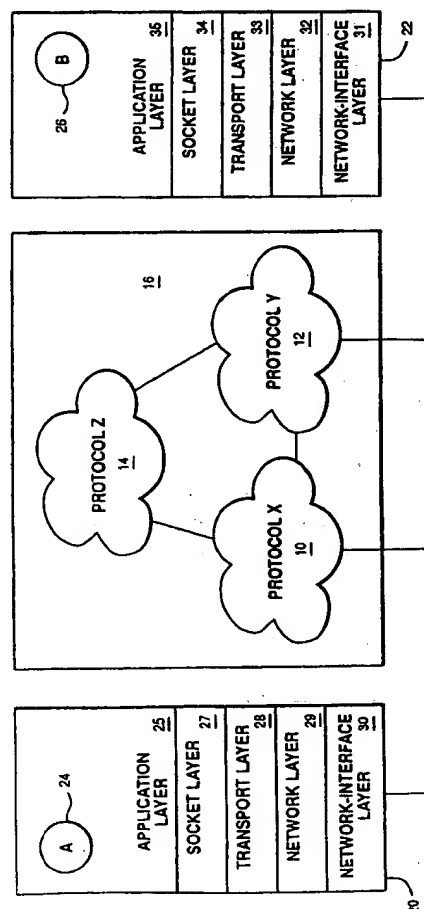 A
24
APPLICATION
LAYER
25
SOCKET LAYER
27
TRANSPORT LAYER
28
NETWORK LAYER
29
NETWORK-INTERFACE
LAYER
30
20
PROTOCOL Z
14
16
PROTOCOL X
10
PROTOCOL Y
12
B
26
APPLICATION
LAYER
35
SOCKET LAYER
34
TRANSPORT LAYER
33
NETWORK LAYER
32
NETWORK-INTERFACE
LAYER
31
22